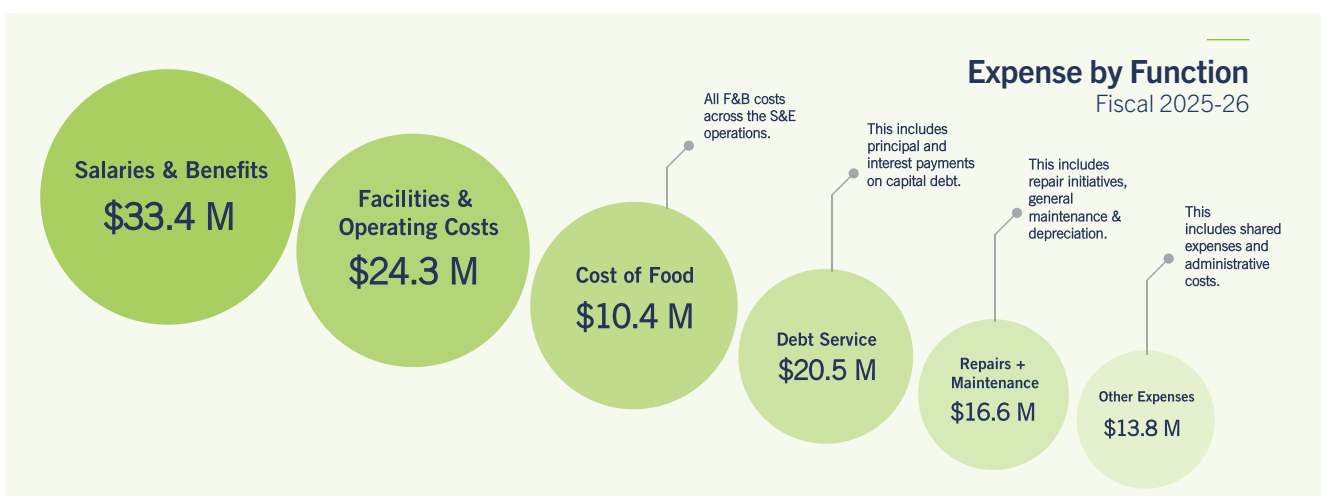 Expense by Function
Fiscal 2025-26
Salaries & Benefits
$33.4 M
Facilities &
Operating Costs
$24.3 M
All F&B costs
across the S&E
operations.
Cost of Food
$10.4 M
This includes
principal and
interest payments
on capital debt.
Debt Service
$20.5 M
This includes
repair initiatives,
general
maintenance &
depreciation.
Repairs +
Maintenance
$16.6 M
This
includes shared
expenses and
administrative
costs.
Other Expenses
$13.8 M